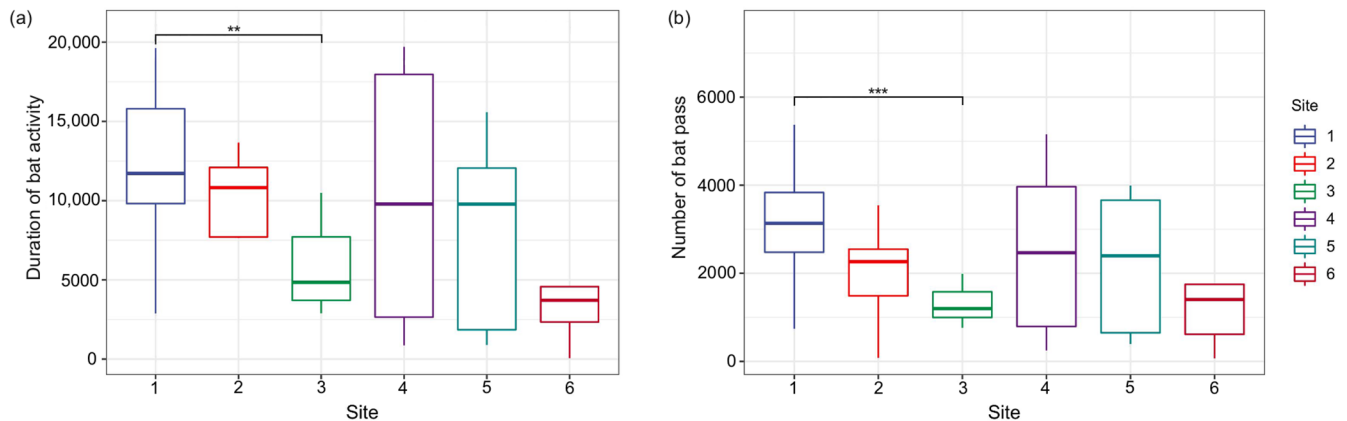 (a)
Duration of bat activity
20,000
15,000
10,000
5000
0
**
1 2 3 4 5 6
Site
(b)
Number of bat pass
6000
4000
2000
0
***
1 2 3 4 5 6
Site
Site
1
2
3
4
5
6